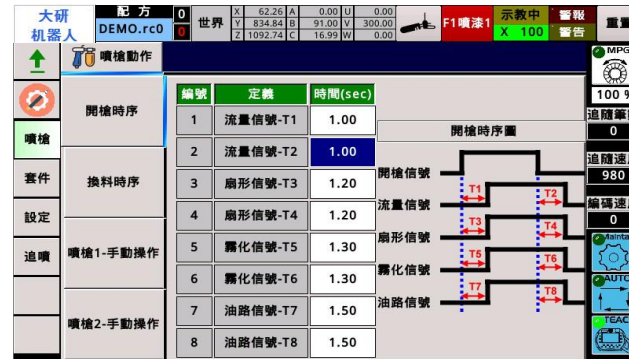 大研
机器人
配方
DEMO.rc0
0
0
世界
X 62.26 A 0.00 U 0.00
Y 834.84 B 91.00 V 300.00
Z 1092.74 C 16.99 W 0.00
F1噴漆1
示教中
X 100
警報
警告
重置
噴槍動作
MPG
100 %
噴槍
套件
設定
追噴
開槍時序
換料時序
噴槍1-手動操作
噴槍2-手動操作
編號 定義 時間(sec)
1 流量信號-T1 1.00
2 流量信號-T2 1.00
3 扇形信號-T3 1.20
4 扇形信號-T4 1.20
5 霧化信號-T5 1.30
6 霧化信號-T6 1.30
7 油路信號-T7 1.50
8 油路信號-T8 1.50
開槍時序圖
開槍信號
流量信號
T1 T2
扇形信號
T3 T4
霧化信號
T5 T6
油路信號
T7 T8
追隨筆
0
追隨速
980
編碼速
0
Mainta
AUTO
TEAC